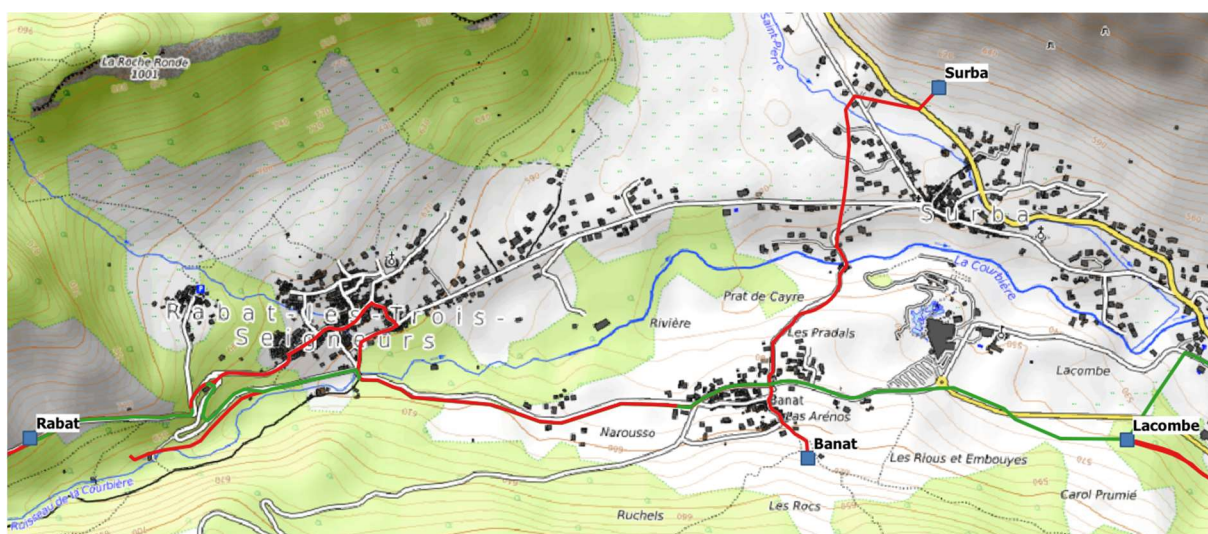 La Roche Ronde
1001
Saint-Pierre
Surba
Surba
La Courbière
Prat de Cayre
Rabat-les-Trois-
Seigneurs
Rivière
Les Pradals
Lacombe
Banat
Las Arénos
Rabat
Narousso
Banat
Lacombe
Les Rious et Embouyes
Ruisseau de la Courbière
Carol Prumié
Ruchels
Les Rocs